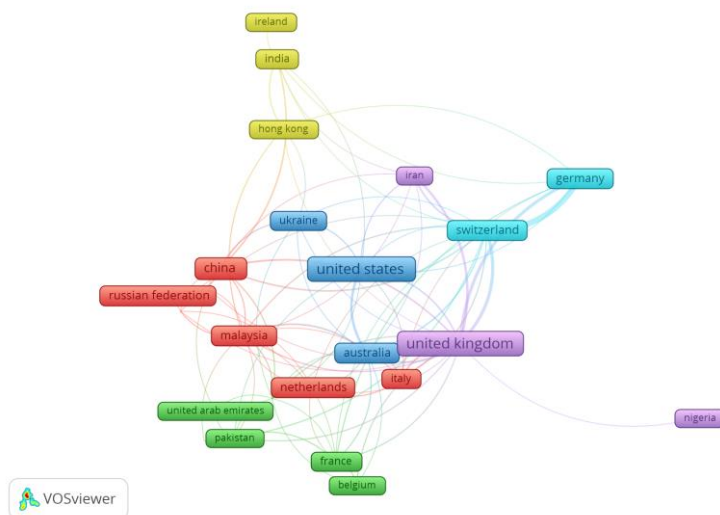 ireland
india
hong kong
iran
germany
ukraine
switzerland
china
united states
russian federation
malaysia
united kingdom
australia
italy
netherlands
united arab emirates
nigeria
pakistan
france
belgium
VOSviewer